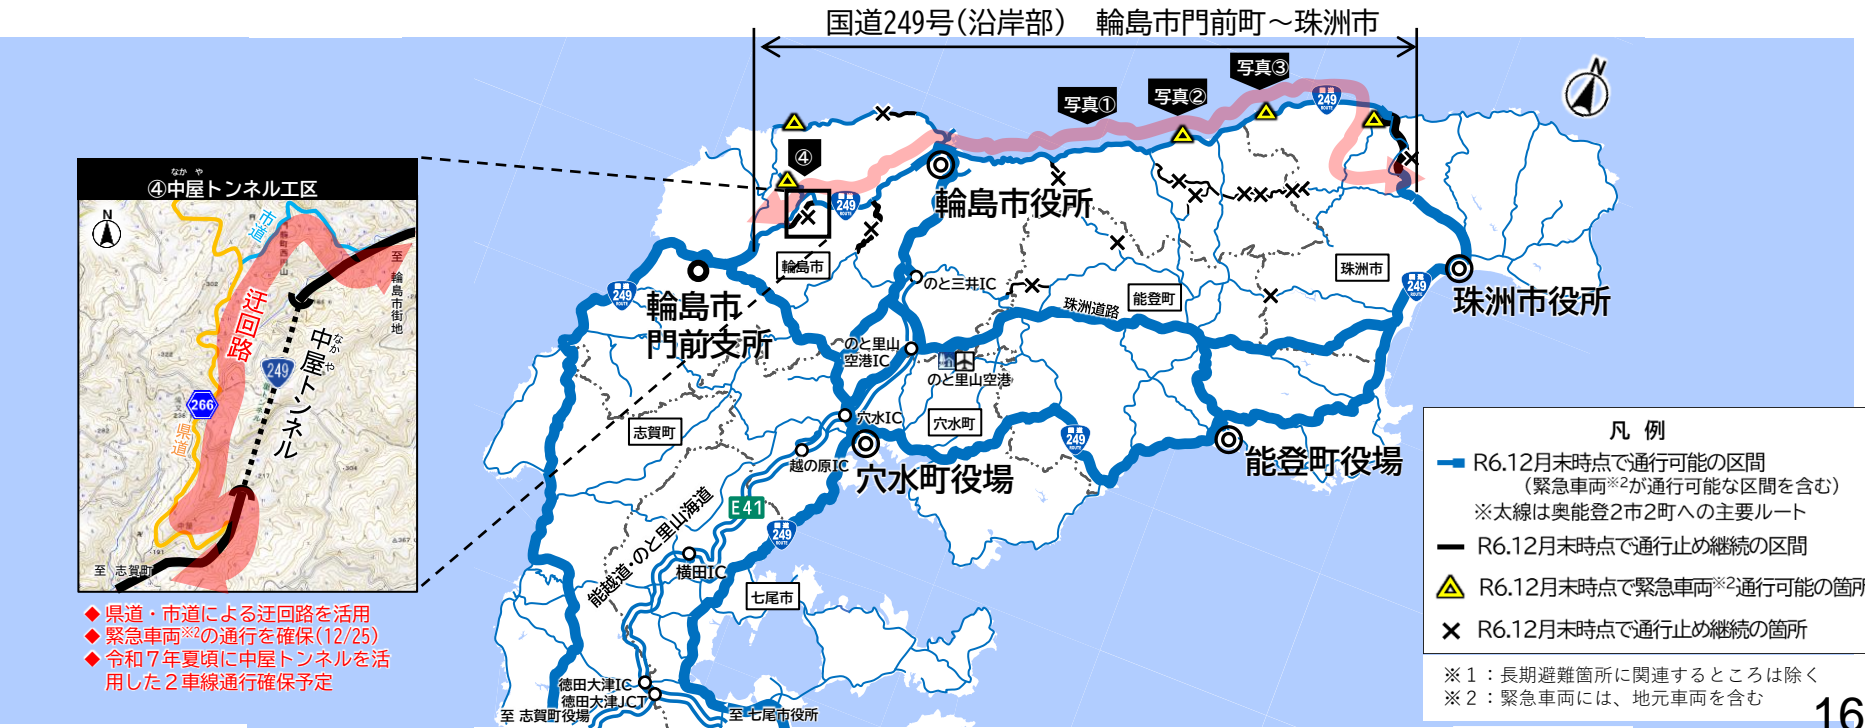 国道249号(沿岸部)　輪島市門前町～珠洲市
写真①
写真②
写真③
④
N
249
ROUTE
なか や
④中屋トンネル工区
N
市道
迂回路
至 輪島市街地
中屋トンネル
なかや
249
266
県道
至 志賀町
◆ 県道・市道による迂回路を活用
◆ 緊急車両※2の通行を確保(12/25)
◆ 令和７年夏頃に中屋トンネルを活
用した２車線通行確保予定
輪島市役所
249
輪島市
輪島市
門前支所
249
のと三井IC
のと里山
空港IC
のと里山空港
珠洲道路
能登町
珠洲市
249
珠洲市役所
志賀町
穴水IC
穴水町
249
越の原IC
穴水町役場
能登町役場
E41
能越道・のと里山海道
249
横田IC
七尾市
徳田大津IC
徳田大津JCT
至 志賀町役場
至 七尾市役所
凡 例
R6.12月末時点で通行可能の区間
（緊急車両※2が通行可能な区間を含む）
※太線は奥能登2市2町への主要ルート
R6.12月末時点で通行止め継続の区間
R6.12月末時点で緊急車両※2通行可能の箇所
R6.12月末時点で通行止め継続の箇所
※１：長期避難箇所に関連するところは除く
※２：緊急車両には、地元車両を含む
16